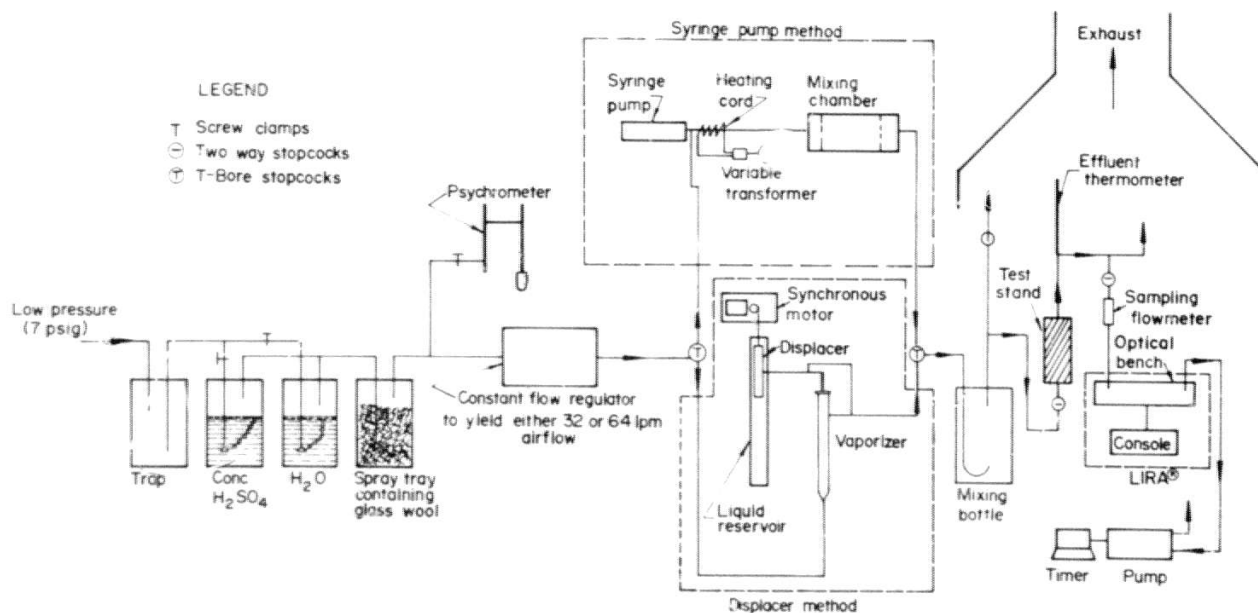 LEGEND
T Screw clamps
Two way stopcocks
T T-Bore stopcocks
Syringe pump method
Syringe
pump
Heating
cord
Mixing
chamber
Variable
transformer
Exhaust
Effluent
thermometer
Psychrometer
T
Low pressure
(7 psig)
T
T
Constant flow regulator
to yield either 32 or 64 lpm
airflow
Trap
Conc
H2SO4
H2O
Spray tray
containing
glass wool
T
Synchronous
motor
Displacer
Vaporizer
Liquid
reservoir
Displacer method
T
Mixing
bottle
T
Test
stand
Sampling
flowmeter
Optical
bench
Console
LIRA®
Timer
Pump